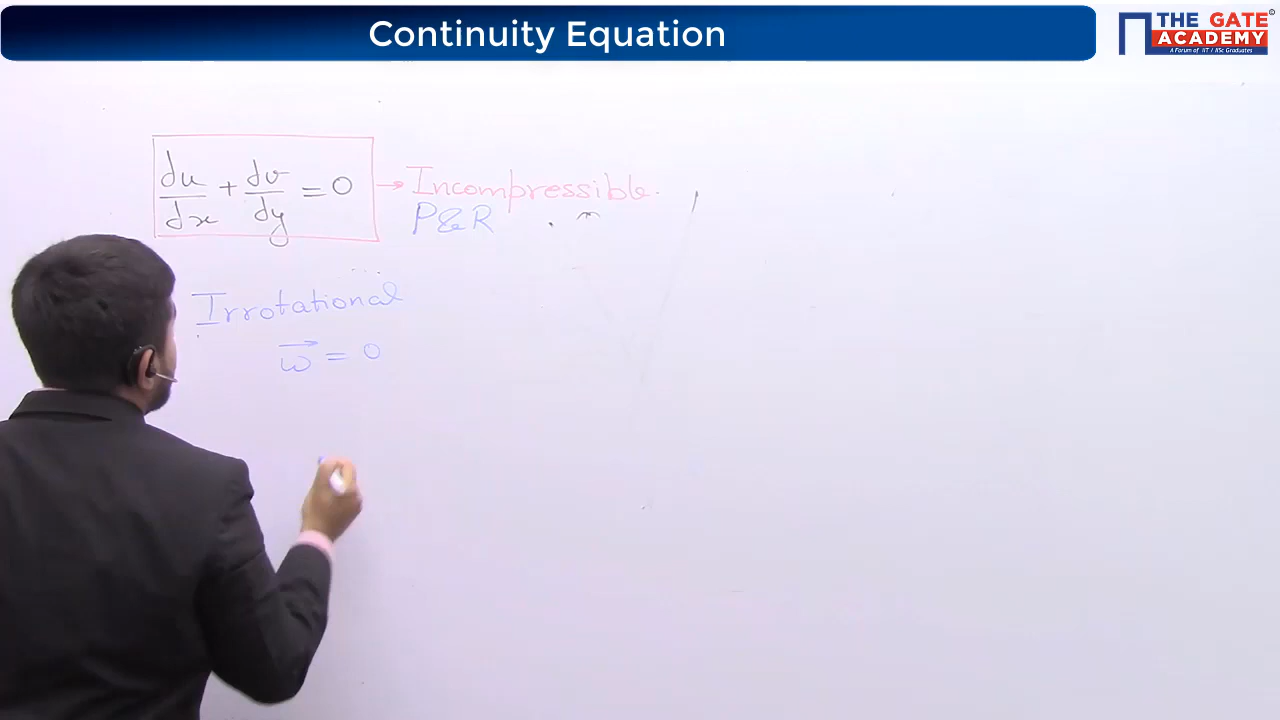 Continuity Equation
THE GATE
ACADEMY
A Forum of IIT / IISc Graduates
du/dx + dv/dy = 0 → Incompressible.
P&R
Irrotational
ω⃗ = 0